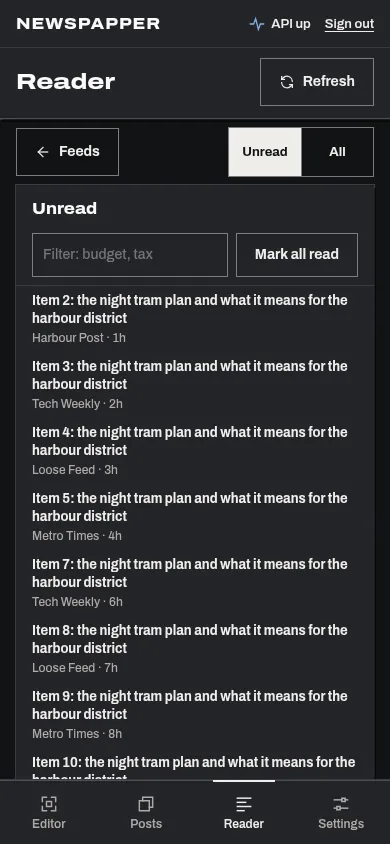 NEWSPAPPER
API up
Sign out
Reader
Refresh
Feeds
Unread
All
Unread
Filter: budget, tax
Mark all read
Item 2: the night tram plan and what it means for the
harbour district
Harbour Post · 1h
Item 3: the night tram plan and what it means for the
harbour district
Tech Weekly · 2h
Item 4: the night tram plan and what it means for the
harbour district
Loose Feed · 3h
Item 5: the night tram plan and what it means for the
harbour district
Metro Times · 4h
Item 7: the night tram plan and what it means for the
harbour district
Tech Weekly · 6h
Item 8: the night tram plan and what it means for the
harbour district
Loose Feed · 7h
Item 9: the night tram plan and what it means for the
harbour district
Metro Times · 8h
Item 10: the night tram plan and what it means for the
harbour district
Editor
Posts
Reader
Settings